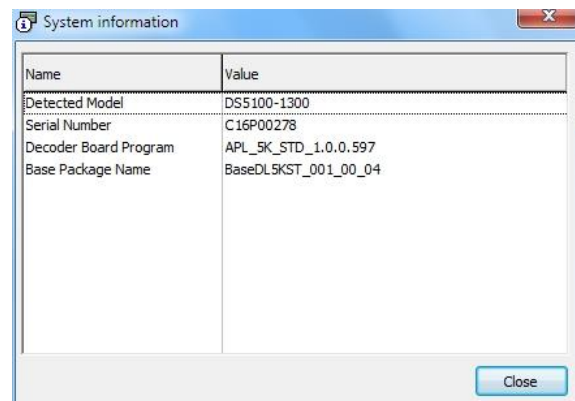 System information
Name Value
Detected Model DS5100-1300
Serial Number C16P00278
Decoder Board Program APL_5K_STD_1.0.0.597
Base Package Name BaseDL5KST_001_00_04
Close